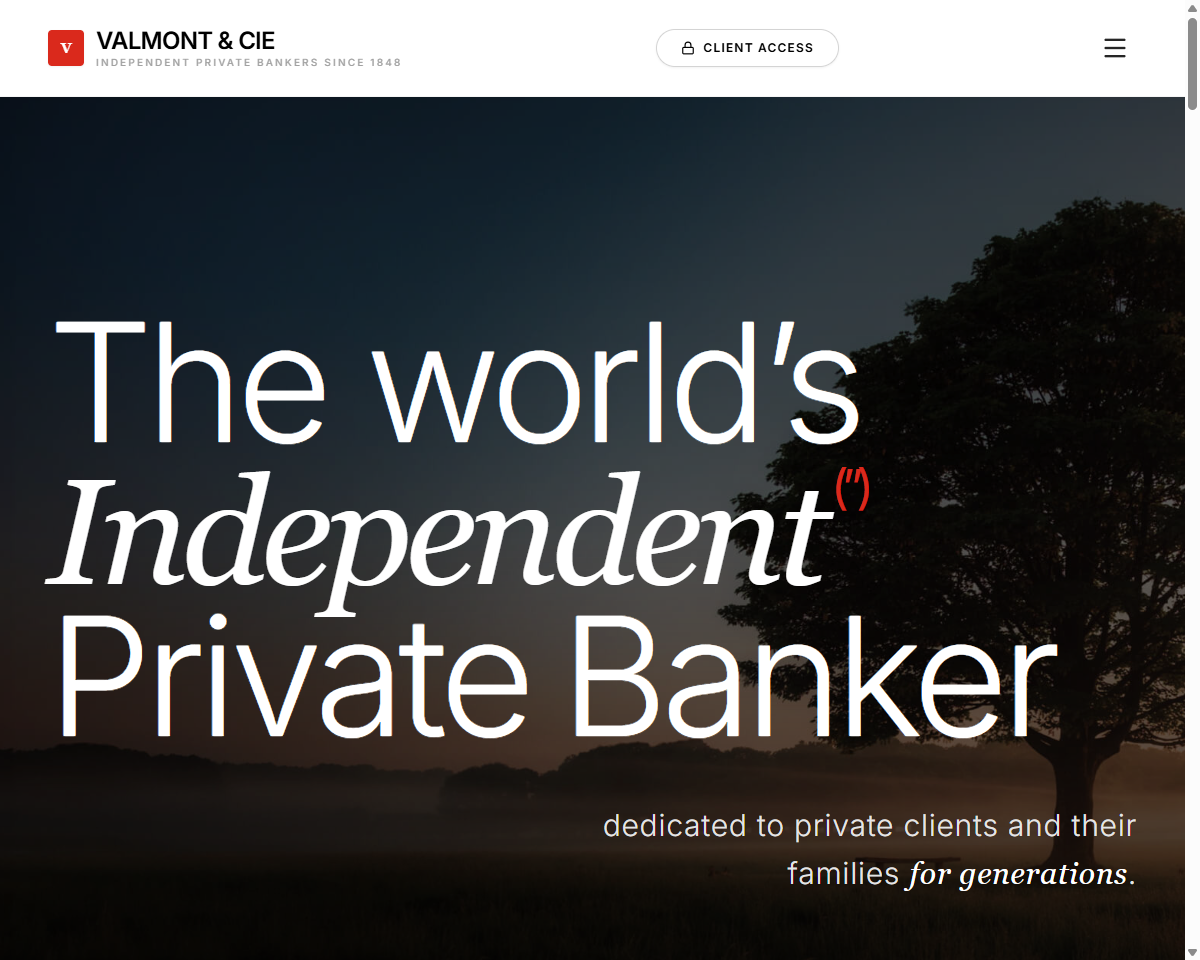 V
VALMONT & CIE
INDEPENDENT PRIVATE BANKERS SINCE 1848
CLIENT ACCESS
The world’s
Independent(″)
Private Banker
dedicated to private clients and their
families for generations.